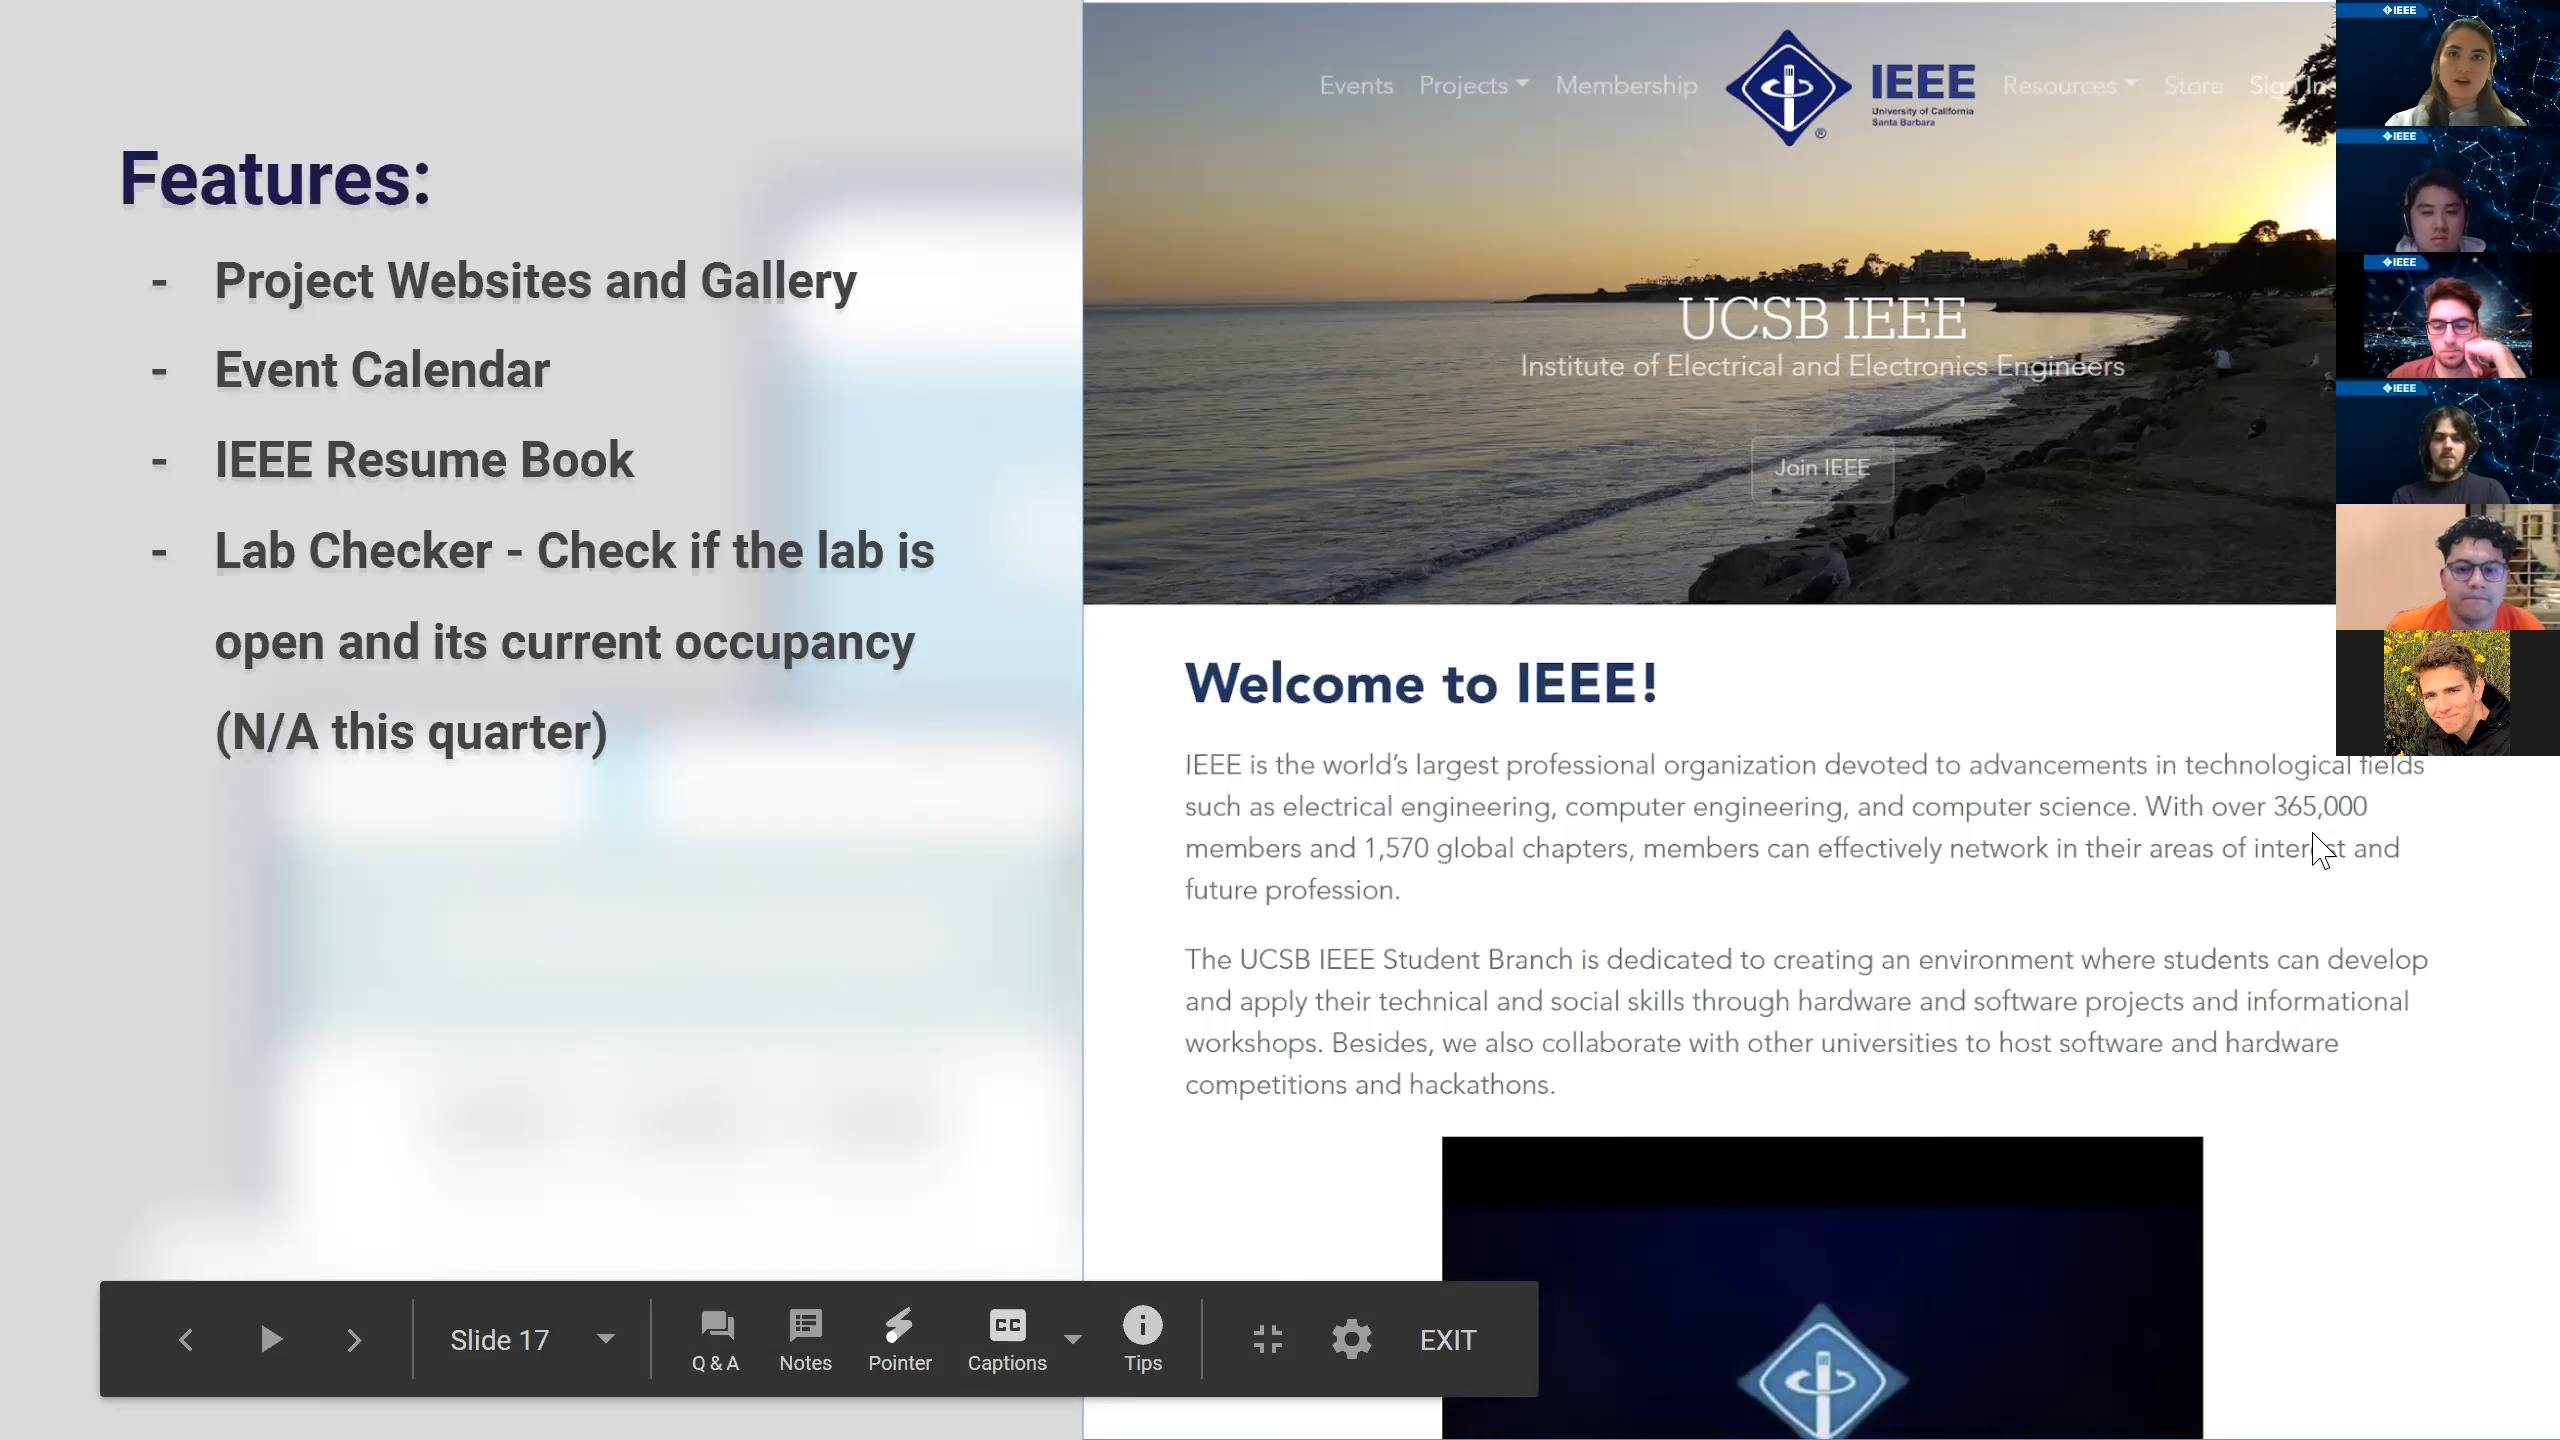 Features:
- Project Websites and Gallery
- Event Calendar
- IEEE Resume Book
- Lab Checker - Check if the lab is
open and its current occupancy
(N/A this quarter)
Events Projects Membership IEEE Resources Store Sign In
University of California
Santa Barbara
®
UCSB IEEE
Institute of Electrical and Electronics Engineers
Join IEEE
Welcome to IEEE!
IEEE is the world’s largest professional organization devoted to advancements in technological fields
such as electrical engineering, computer engineering, and computer science. With over 365,000
members and 1,570 global chapters, members can effectively network in their areas of interest and
future profession.
The UCSB IEEE Student Branch is dedicated to creating an environment where students can develop
and apply their technical and social skills through hardware and software projects and informational
workshops. Besides, we also collaborate with other universities to host software and hardware
competitions and hackathons.
IEEE
IEEE
IEEE
IEEE
Slide 17
Q & A
Notes
Pointer
CC
Captions
Tips
EXIT